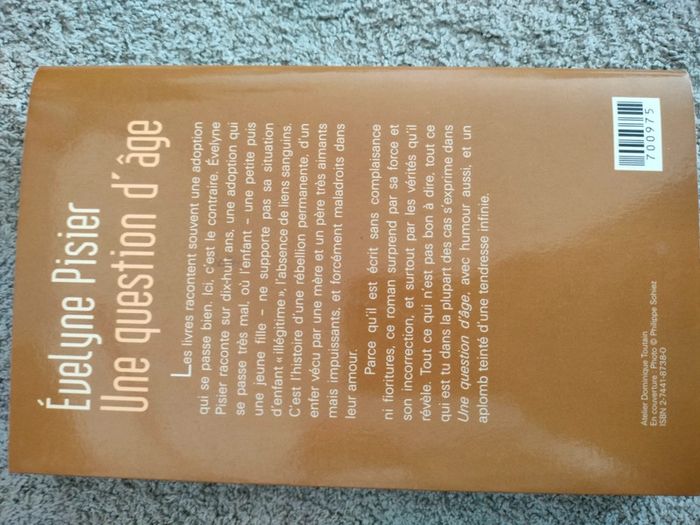 Évelyne Pisier
Une question d'âge
Les livres racontent souvent une adoption
qui se passe bien. Ici, c'est le contraire. Évelyne
Pisier raconte sur dix-huit ans, une adoption qui
se passe très mal, où l'enfant – une petite puis
une jeune fille – ne supporte pas sa situation
d'enfant «illégitime», l'absence de liens sanguins.
C'est l'histoire d'une rébellion permanente, d'un
enfer vécu par une mère et un père très aimants
mais impuissants, et forcément maladroits dans
leur amour.
Parce qu'il est écrit sans complaisance
ni fioritures, ce roman surprend par sa force et
son incorrection, et surtout par les vérités qu'il
révèle. Tout ce qui n'est pas bon à dire, tout ce
qui est tu dans la plupart des cas s'exprime dans
Une question d'âge, avec humour aussi, et un
aplomb teinté d'une tendresse infinie.
Atelier Dominique Toutain
En couverture · Photo © Philippe Schlez
ISBN 2-7441-8738-0
700975